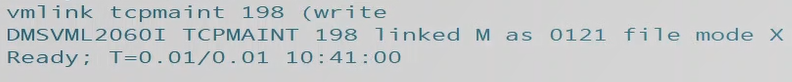 vmlink tcpmaint 198 (write
DMSVML2060I TCPMAINT 198 linked M as 0121 file mode X
Ready; T=0.01/0.01 10:41:00